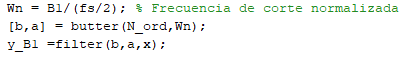 Wn = B1/(fs/2); % Frecuencia de corte normalizada
[b,a] = butter(N_ord,Wn);
y_B1 =filter(b,a,x);